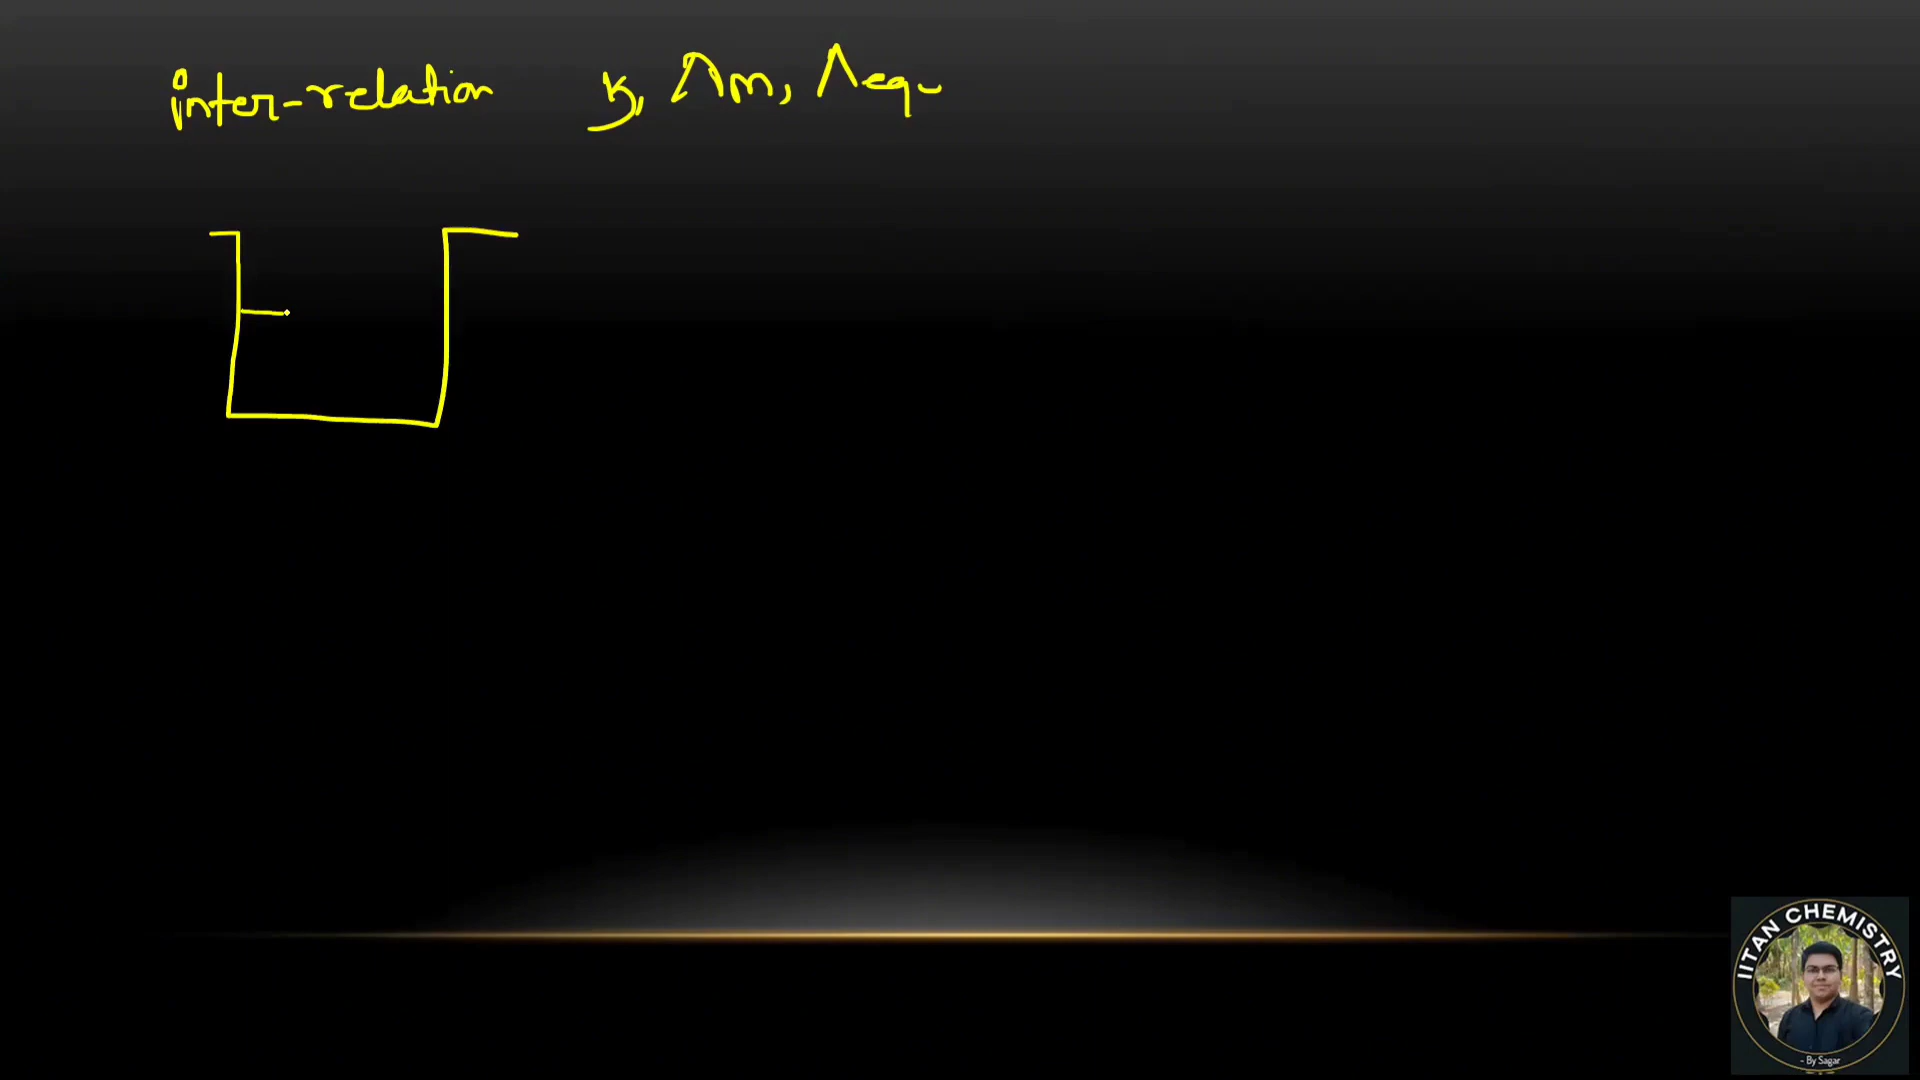 inter-relation κ, Λm, Λeq
IITAN CHEMISTRY
- By Sagar